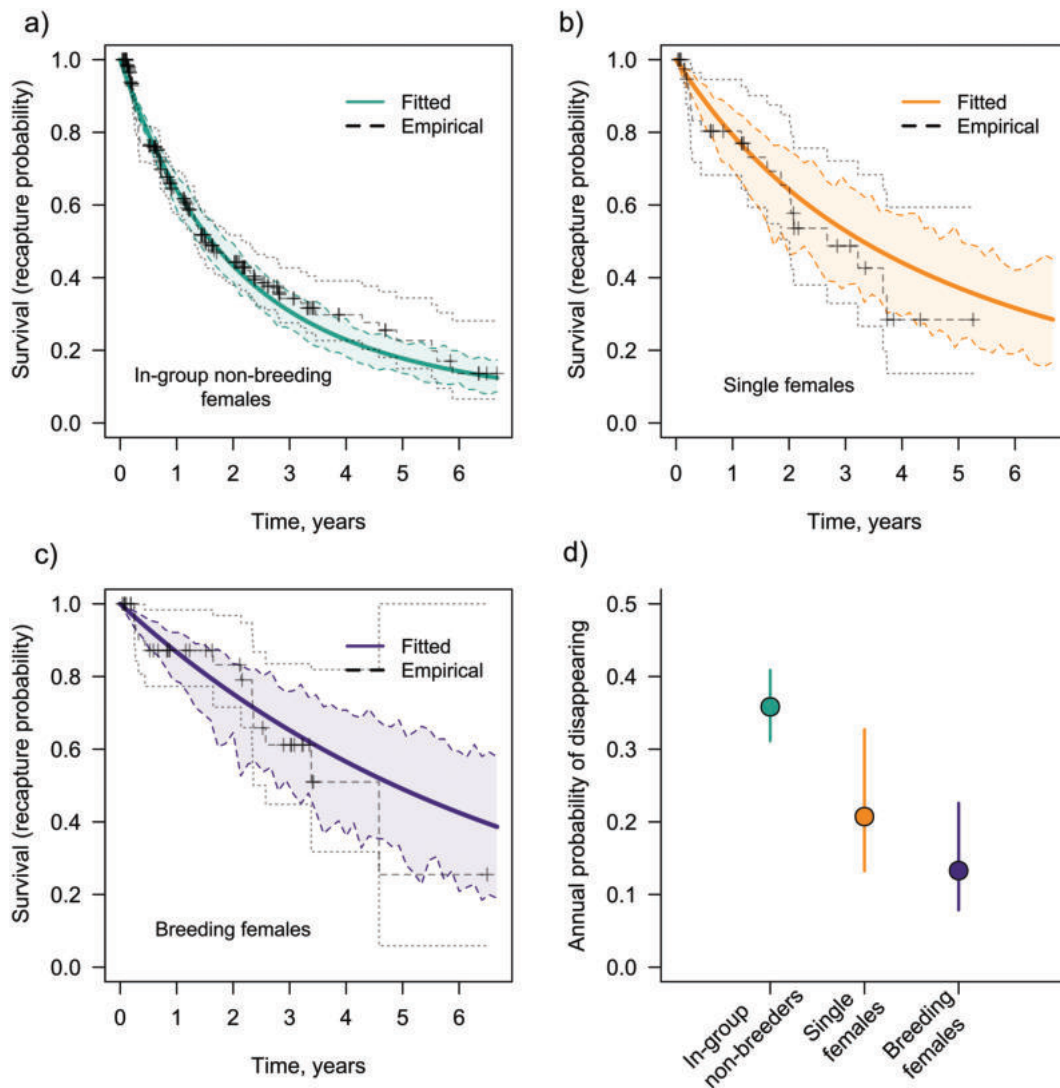 a)
Survival (recapture probability)
1.0
0.8
0.6
0.4
0.2
0.0
Fitted
Empirical
In-group non-breeding
females
0 1 2 3 4 5 6
Time, years
b)
Survival (recapture probability)
1.0
0.8
0.6
0.4
0.2
0.0
Fitted
Empirical
Single females
0 1 2 3 4 5 6
Time, years
c)
Survival (recapture probability)
1.0
0.8
0.6
0.4
0.2
0.0
Fitted
Empirical
Breeding females
0 1 2 3 4 5 6
Time, years
d)
Annual probability of disappearing
0.5
0.4
0.3
0.2
0.1
0.0
In-group
non-breeders
Single
females
Breeding
females